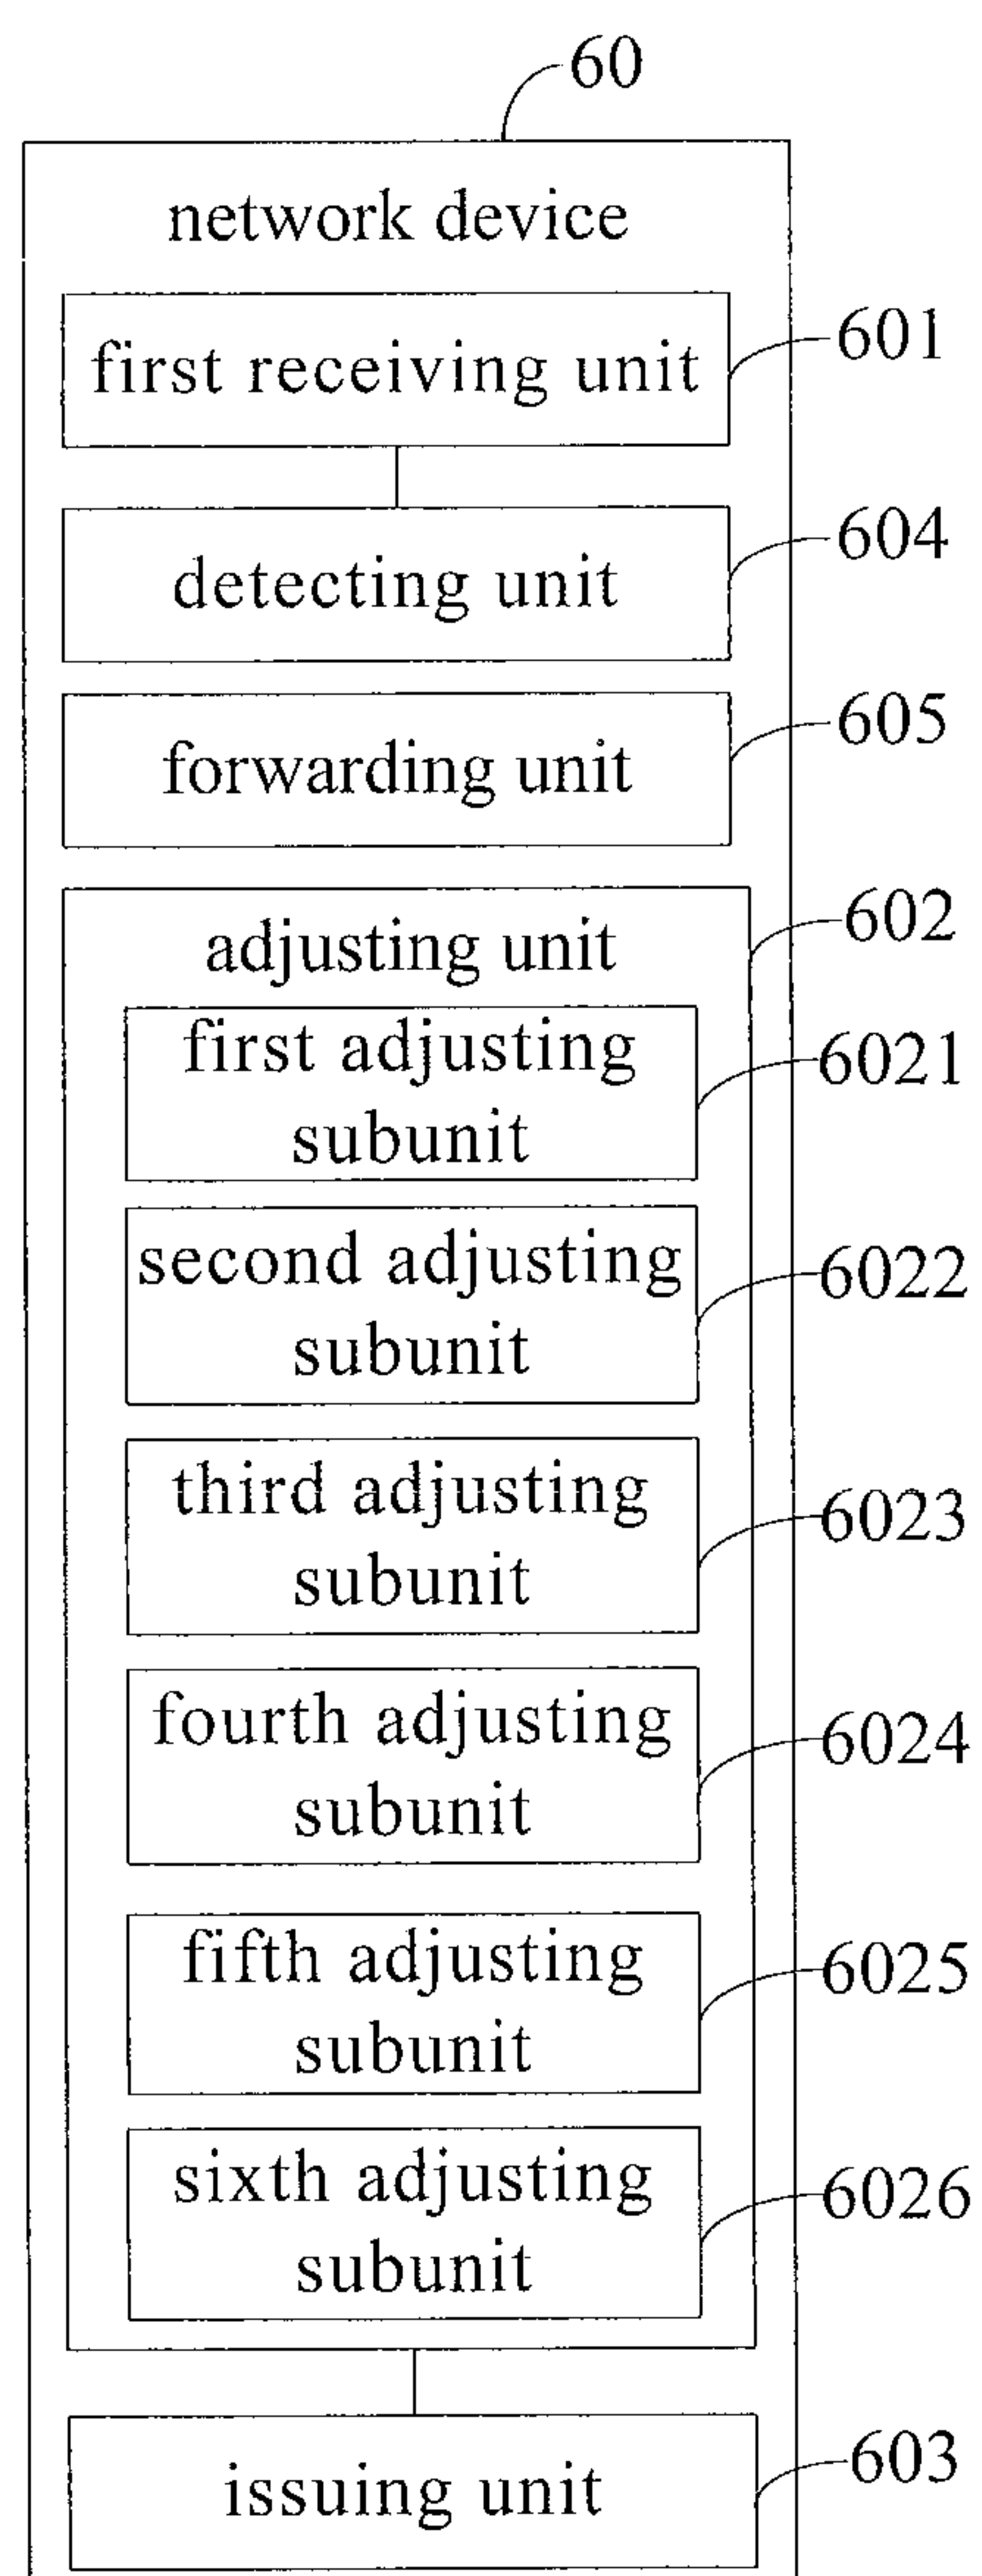 60
network device
first receiving unit
601
detecting unit
604
forwarding unit
605
adjusting unit
602
first adjusting
subunit
6021
second adjusting
subunit
6022
third adjusting
subunit
6023
fourth adjusting
subunit
6024
fifth adjusting
subunit
6025
sixth adjusting
subunit
6026
issuing unit
603